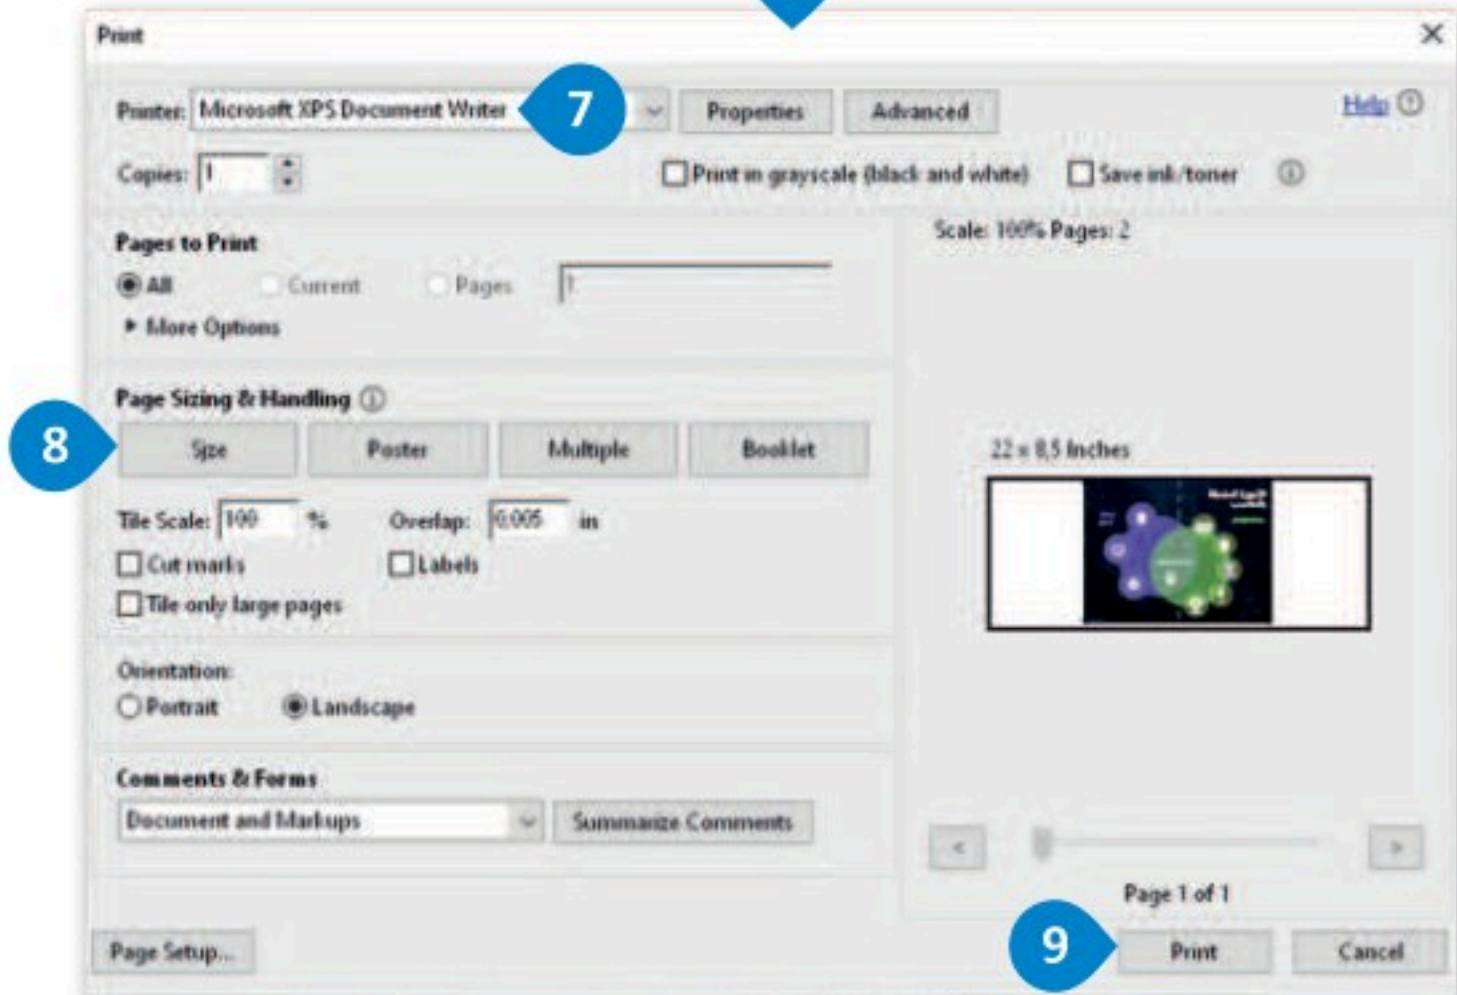 Print
Printer: Microsoft XPS Document Writer 7 Properties Advanced Help
Copies: 1 Print in grayscale (black and white) Save ink/toner
Pages to Print
All Current Pages 1
More Options
Scale: 100% Pages: 2
Page Sizing & Handling
8 Size Poster Multiple Booklet
Tile Scale: 100 % Overlap: 0,005 in
Cut marks Labels
Tile only large pages
22 x 8,5 Inches
Orientation:
Portrait Landscape
Comments & Forms
Document and Markups Summarize Comments
< >
Page 1 of 1
Page Setup... 9 Print Cancel